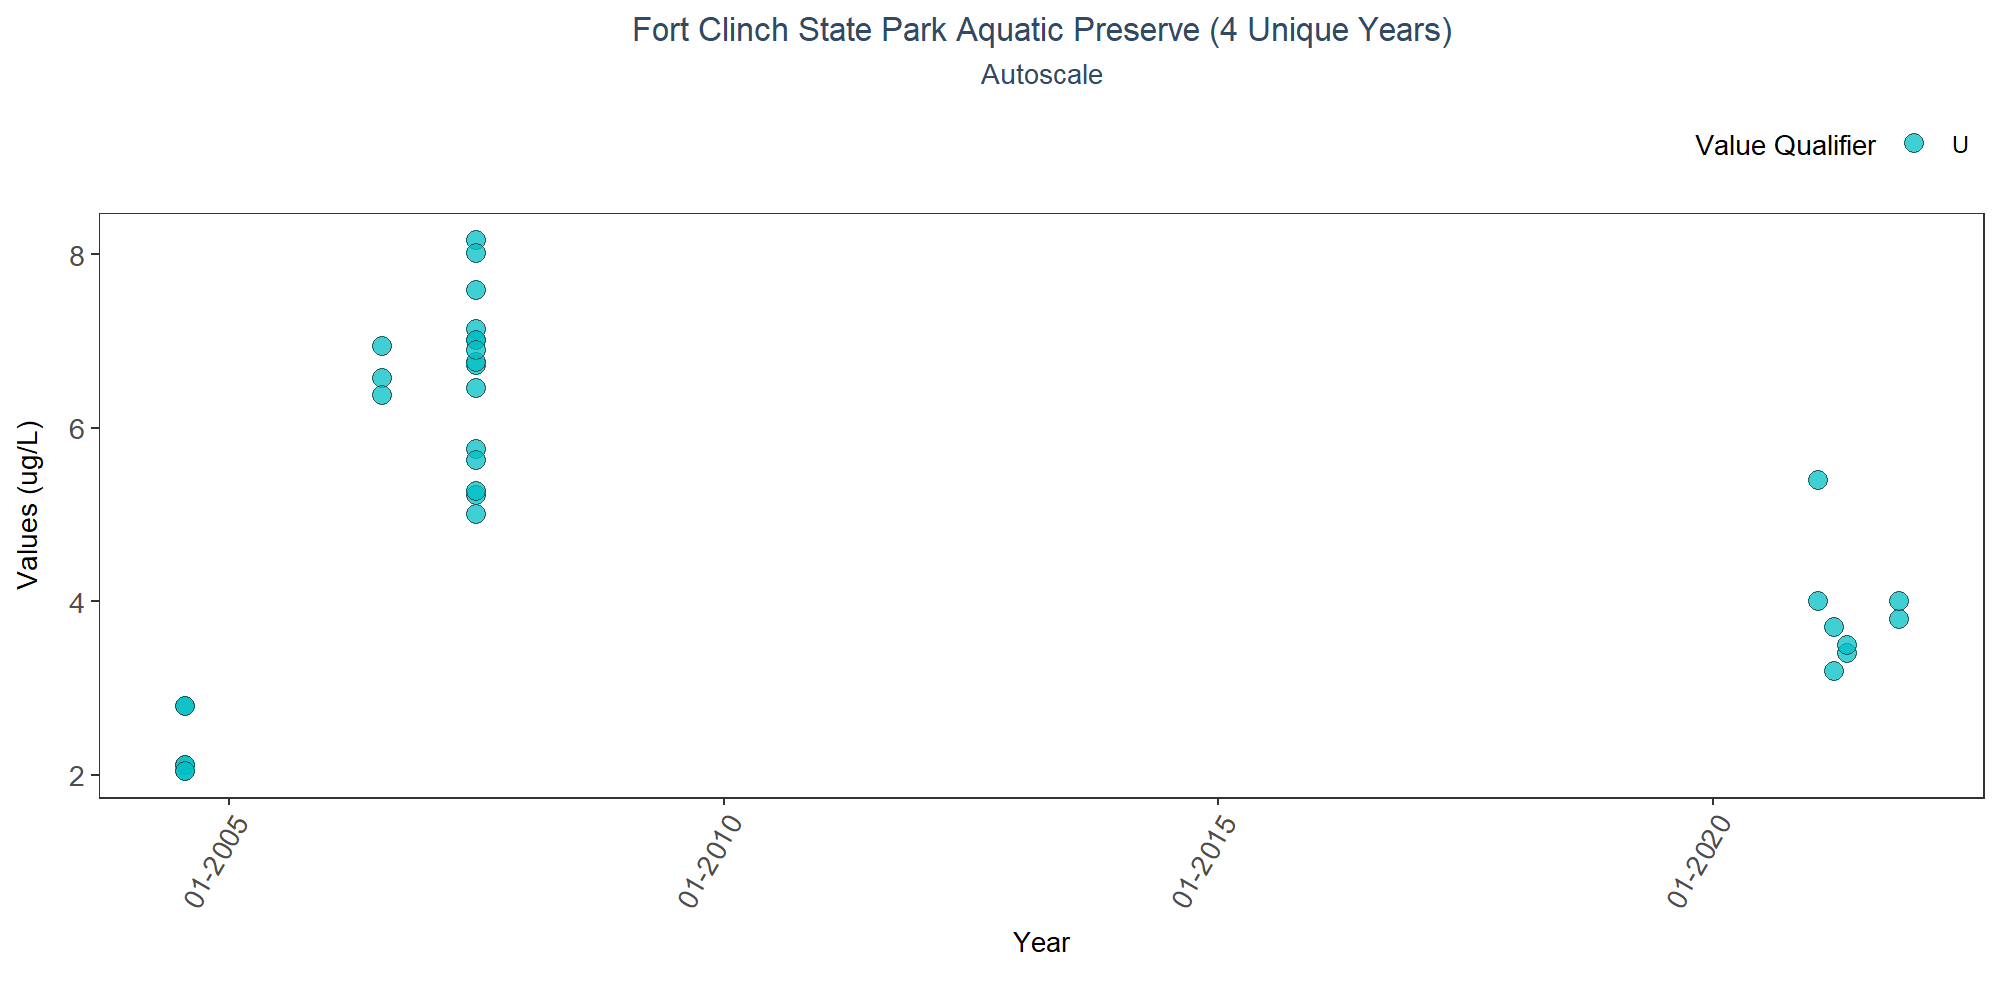 Fort Clinch State Park Aquatic Preserve (4 Unique Years)
Autoscale
Value Qualifier U
8
6
4
2
Values (ug/L)
01-2005
01-2010
01-2015
01-2020
Year